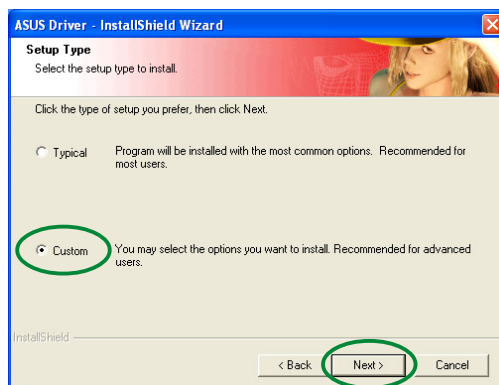 ASUS Driver - InstallShield Wizard
Setup Type
Select the setup type to install.
Click the type of setup you prefer, then click Next.
Typical Program will be installed with the most common options. Recommended for
most users.
Custom You may select the options you want to install. Recommended for advanced
users.
InstallShield
< Back Next > Cancel